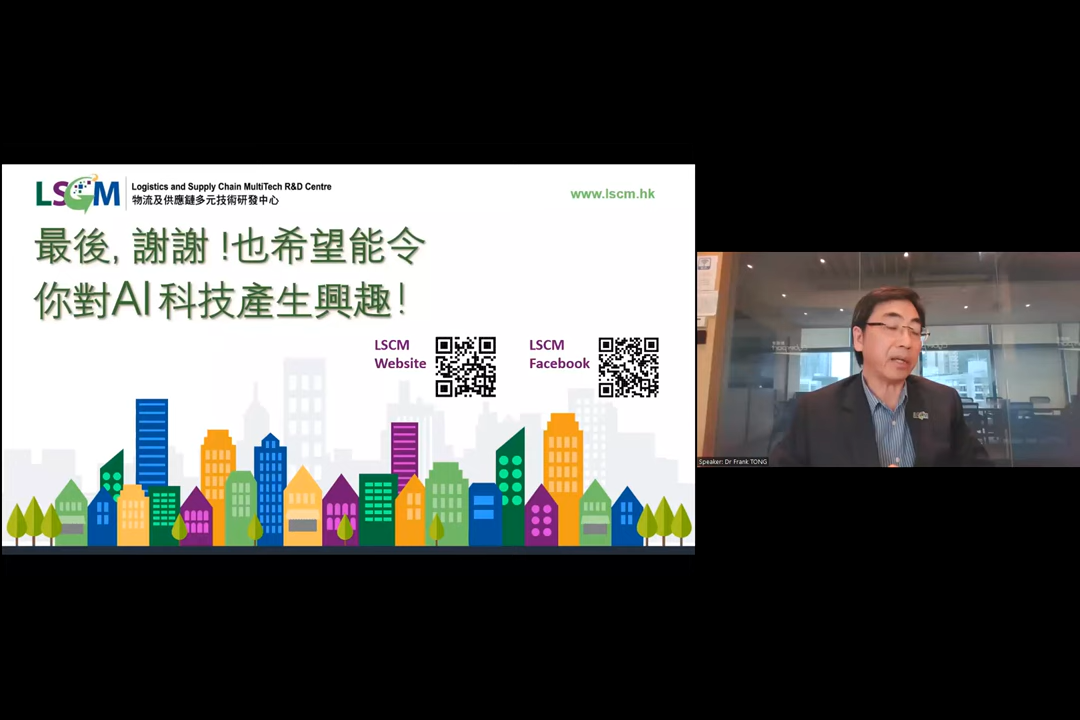 LSCM
Logistics and Supply Chain MultiTech R&D Centre
物流及供應鏈多元技術研發中心
www.lscm.hk
最後, 謝謝 !也希望能令
你對AI科技產生興趣!
LSCM
Website
LSCM
Facebook
Speaker: Dr Frank TONG